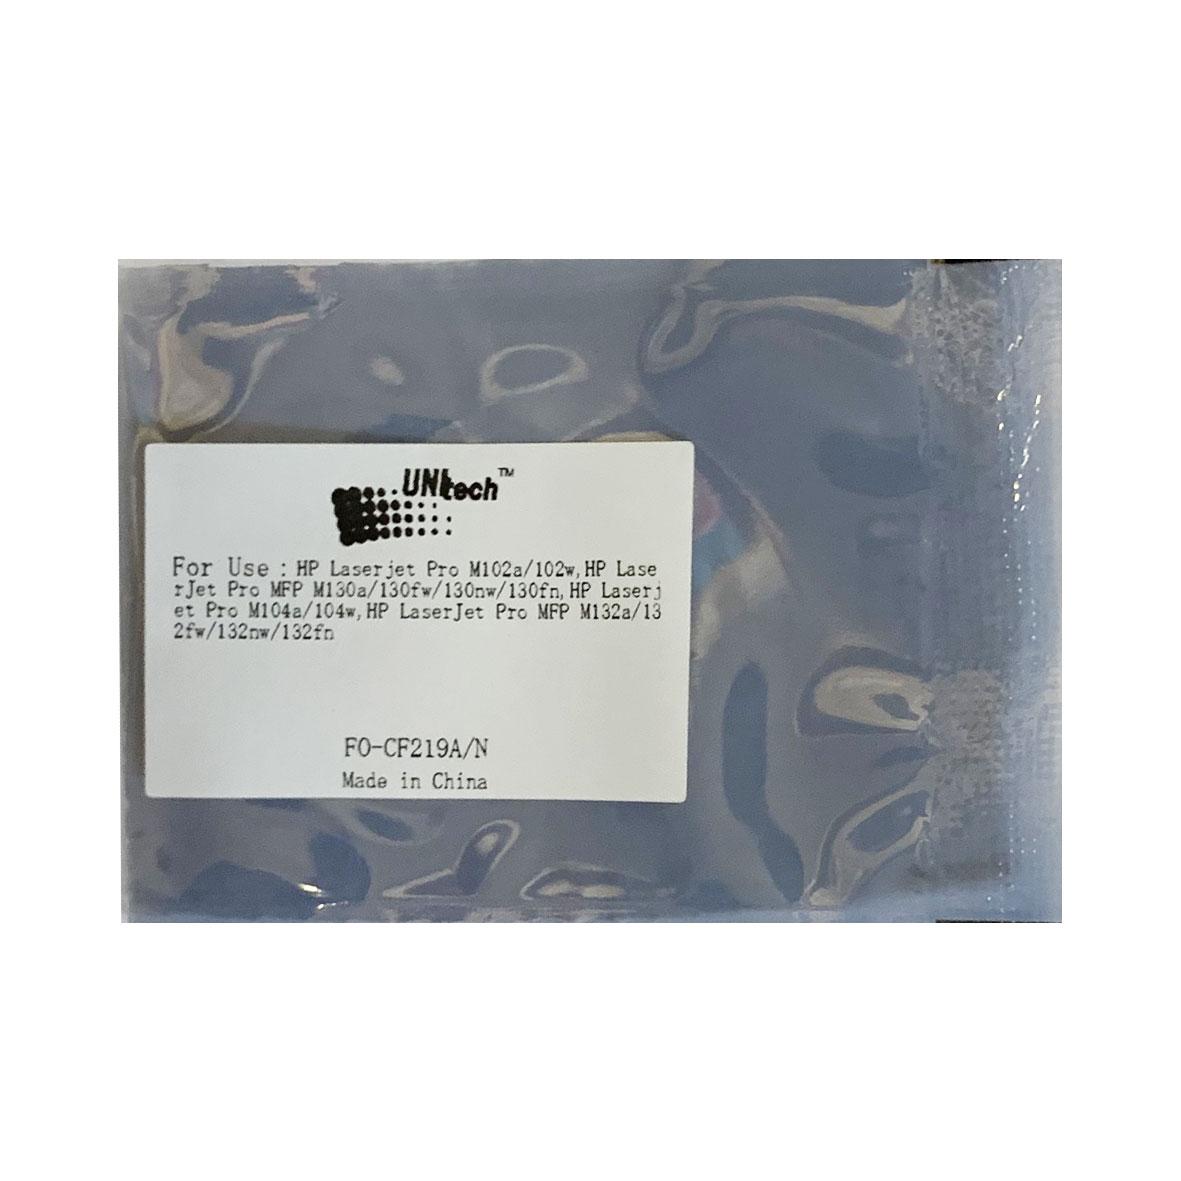 UNItech™
For Use : HP Laserjet Pro M102a/102w,HP Lase
rJet Pro MFP M130a/130fw/130nw/130fn,HP Laserj
et Pro M104a/104w,HP LaserJet Pro MFP M132a/13
2fw/132nw/132fn
FO-CF219A/N
Made in China